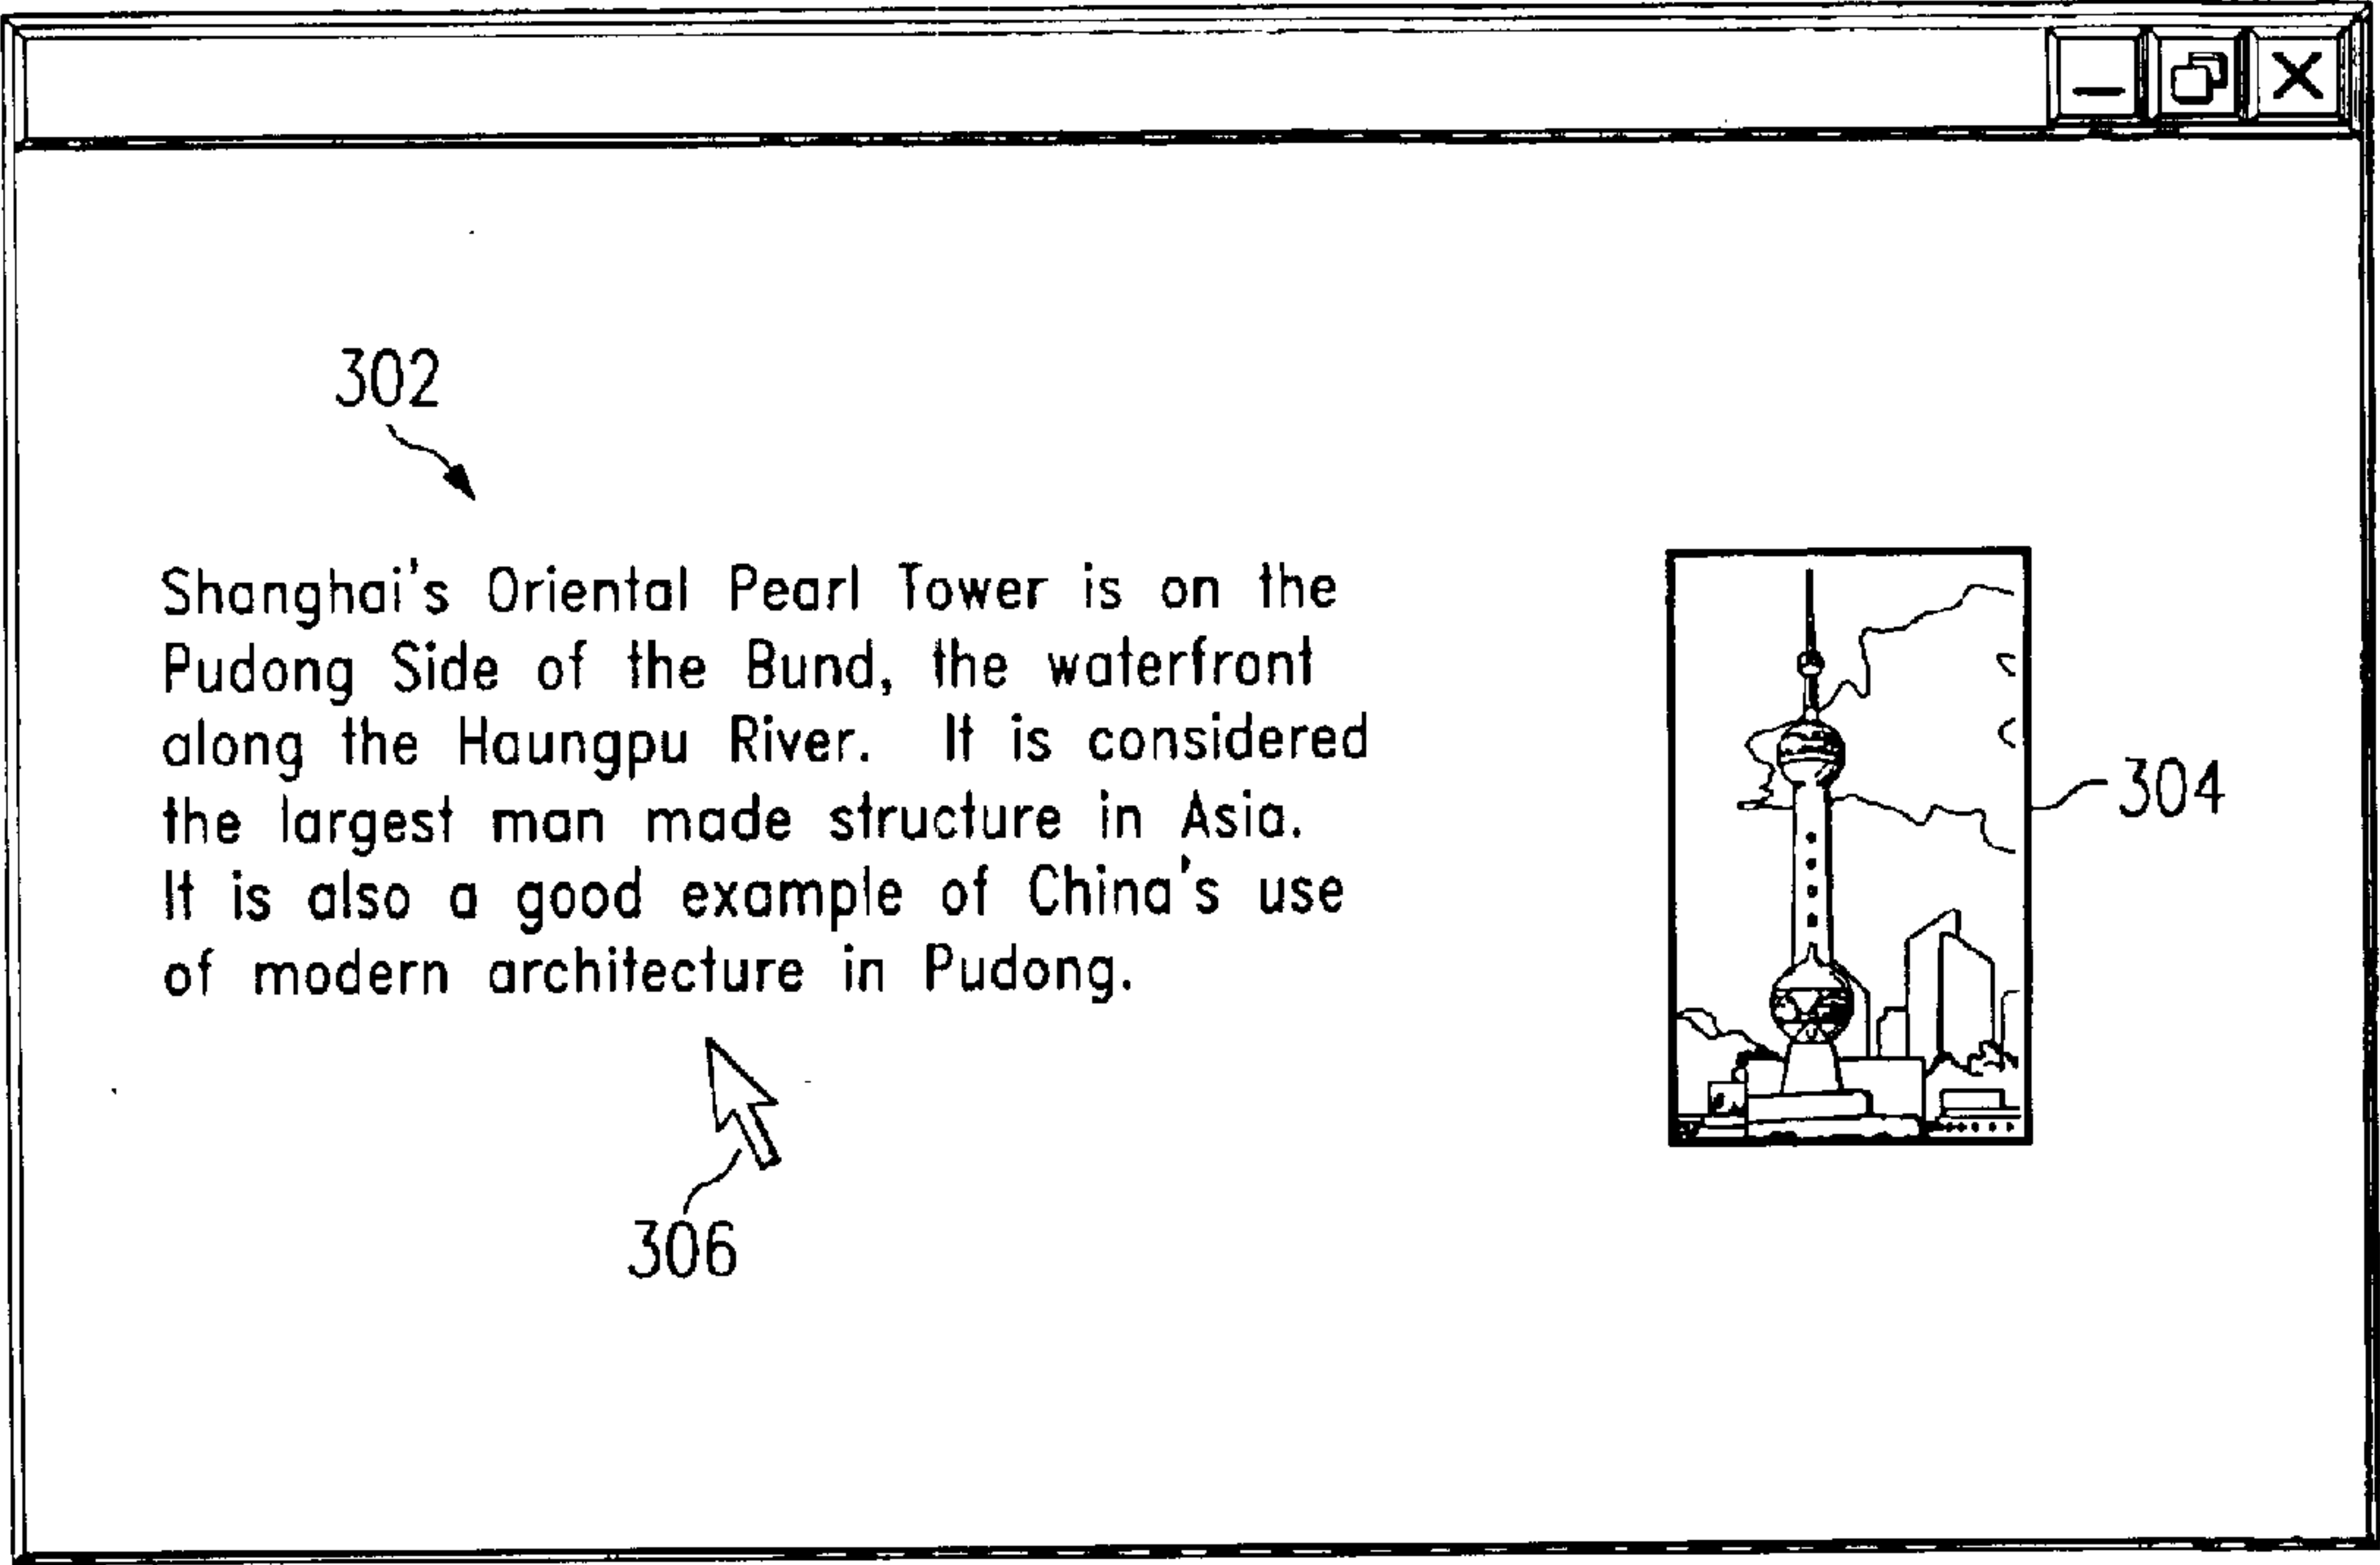 302
Shanghai's Oriental Pearl Tower is on the
Pudong Side of the Bund, the waterfront
along the Haungpu River. It is considered
the largest man made structure in Asia.
It is also a good example of China's use
of modern architecture in Pudong.
304
306